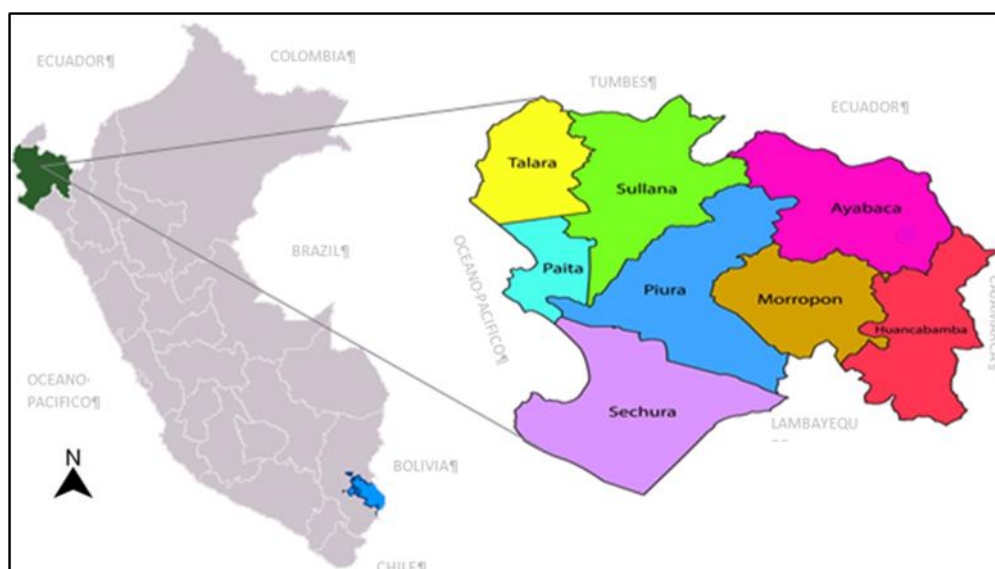 ECUADOR¶
COLOMBIA¶
BRAZIL¶
OCEANO-
PACIFICO¶
BOLIVIA¶
CHILE¶
N
TUMBES¶
ECUADOR¶
Talara
Sullana
Ayabaca
OCEANO-PACIFICO¶
Paita
Piura
Morropon
Huancabamba
Sechura
LAMBAYEQU